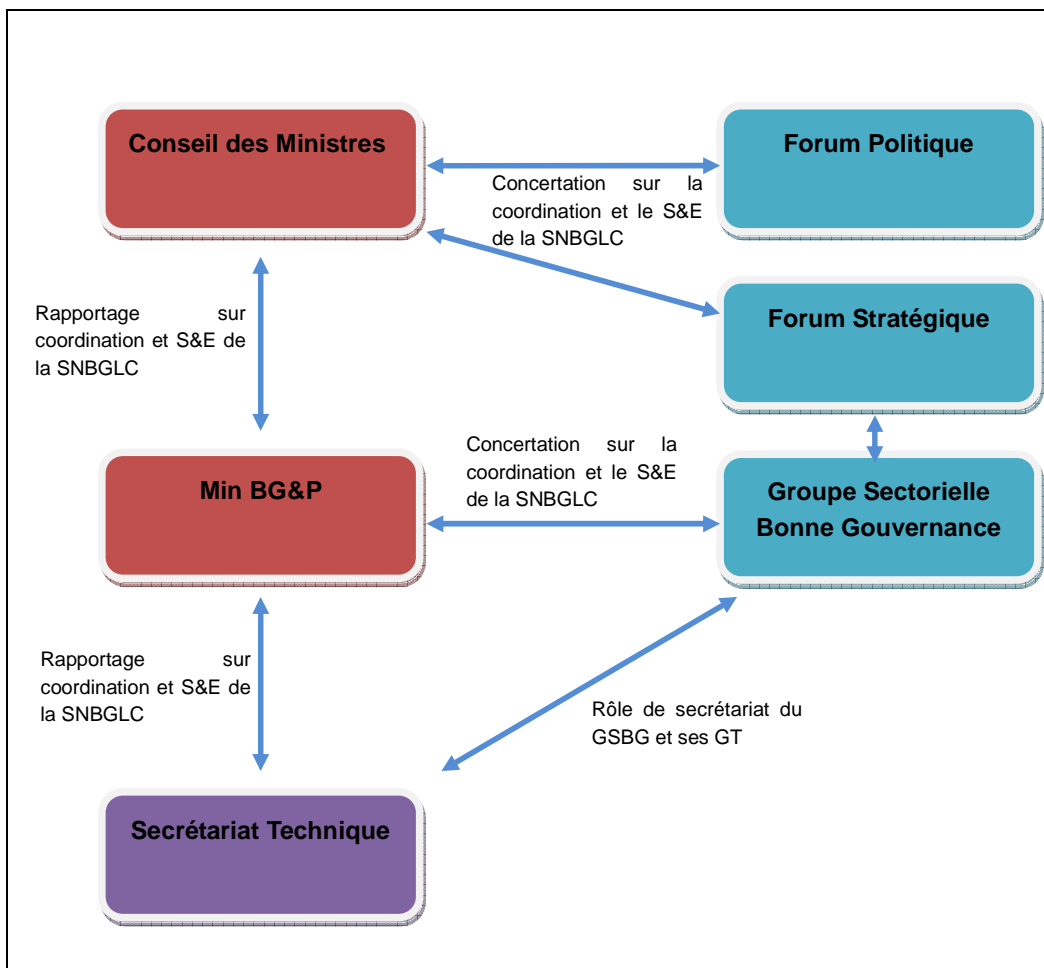 Conseil des Ministres
Forum Politique
Concertation sur la
coordination et le S&E
de la SNBGLC
Rapportage sur
coordination et S&E de
la SNBGLC
Forum Stratégique
Min BG&P
Concertation sur la
coordination et le S&E
de la SNBGLC
Groupe Sectorielle
Bonne Gouvernance
Rapportage sur
coordination et S&E de
la SNBGLC
Rôle de secrétariat du
GSBG et ses GT
Secrétariat Technique